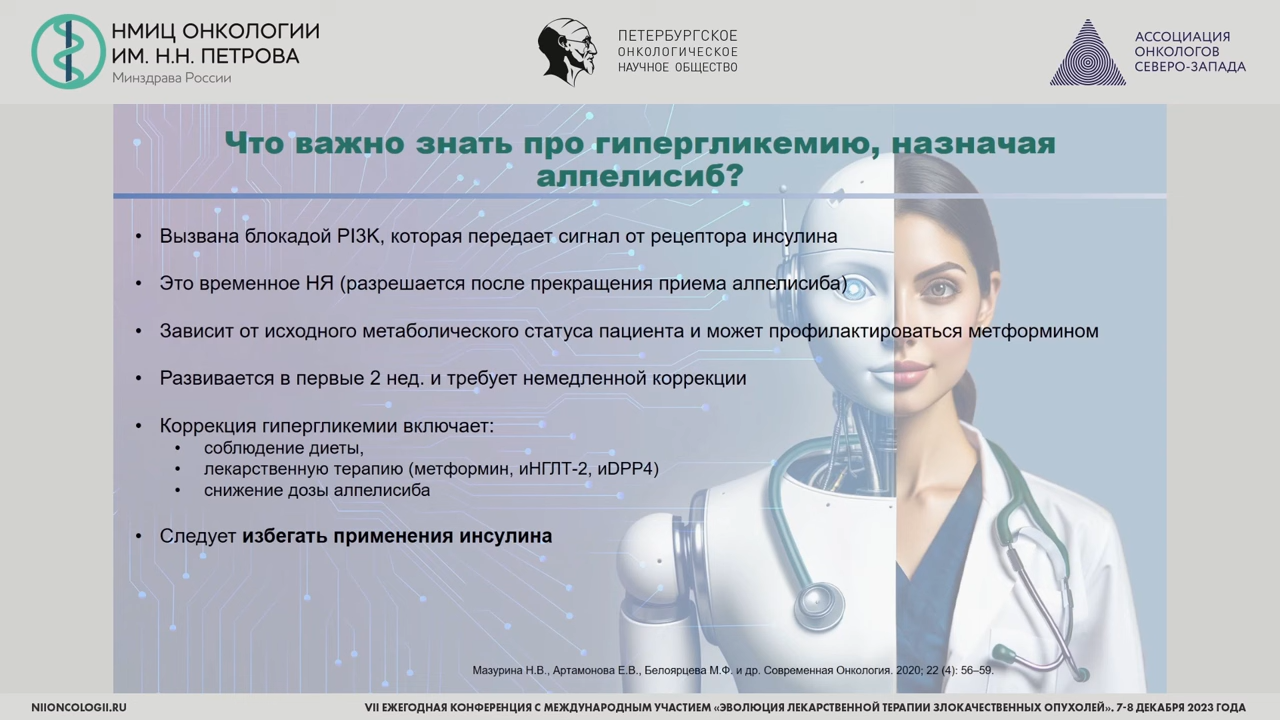 НМИЦ ОНКОЛОГИИ
ИМ. Н.Н. ПЕТРОВА
Минздрава России
ПЕТЕРБУРГСКОЕ
ОНКОЛОГИЧЕСКОЕ
НАУЧНОЕ ОБЩЕСТВО
АССОЦИАЦИЯ
ОНКОЛОГОВ
СЕВЕРО-ЗАПАДА
Что важно знать про гипергликемию, назначая
алпелисиб?
• Вызвана блокадой PI3K, которая передает сигнал от рецептора инсулина
• Это временное НЯ (разрешается после прекращения приема алпелисиба)
• Зависит от исходного метаболического статуса пациента и может профилактироваться метформином
• Развивается в первые 2 нед. и требует немедленной коррекции
• Коррекция гипергликемии включает:
• соблюдение диеты,
• лекарственную терапию (метформин, иНГЛТ-2, иDPP4)
• снижение дозы алпелисиба
• Следует избегать применения инсулина
Мазурина Н.В., Артамонова Е.В., Белоярцева М.Ф. и др. Современная Онкология. 2020; 22 (4): 56–59.
NIIONCOLOGII.RU
VII ЕЖЕГОДНАЯ КОНФЕРЕНЦИЯ С МЕЖДУНАРОДНЫМ УЧАСТИЕМ «ЭВОЛЮЦИЯ ЛЕКАРСТВЕННОЙ ТЕРАПИИ ЗЛОКАЧЕСТВЕННЫХ ОПУХОЛЕЙ». 7-8 ДЕКАБРЯ 2023 ГОДА